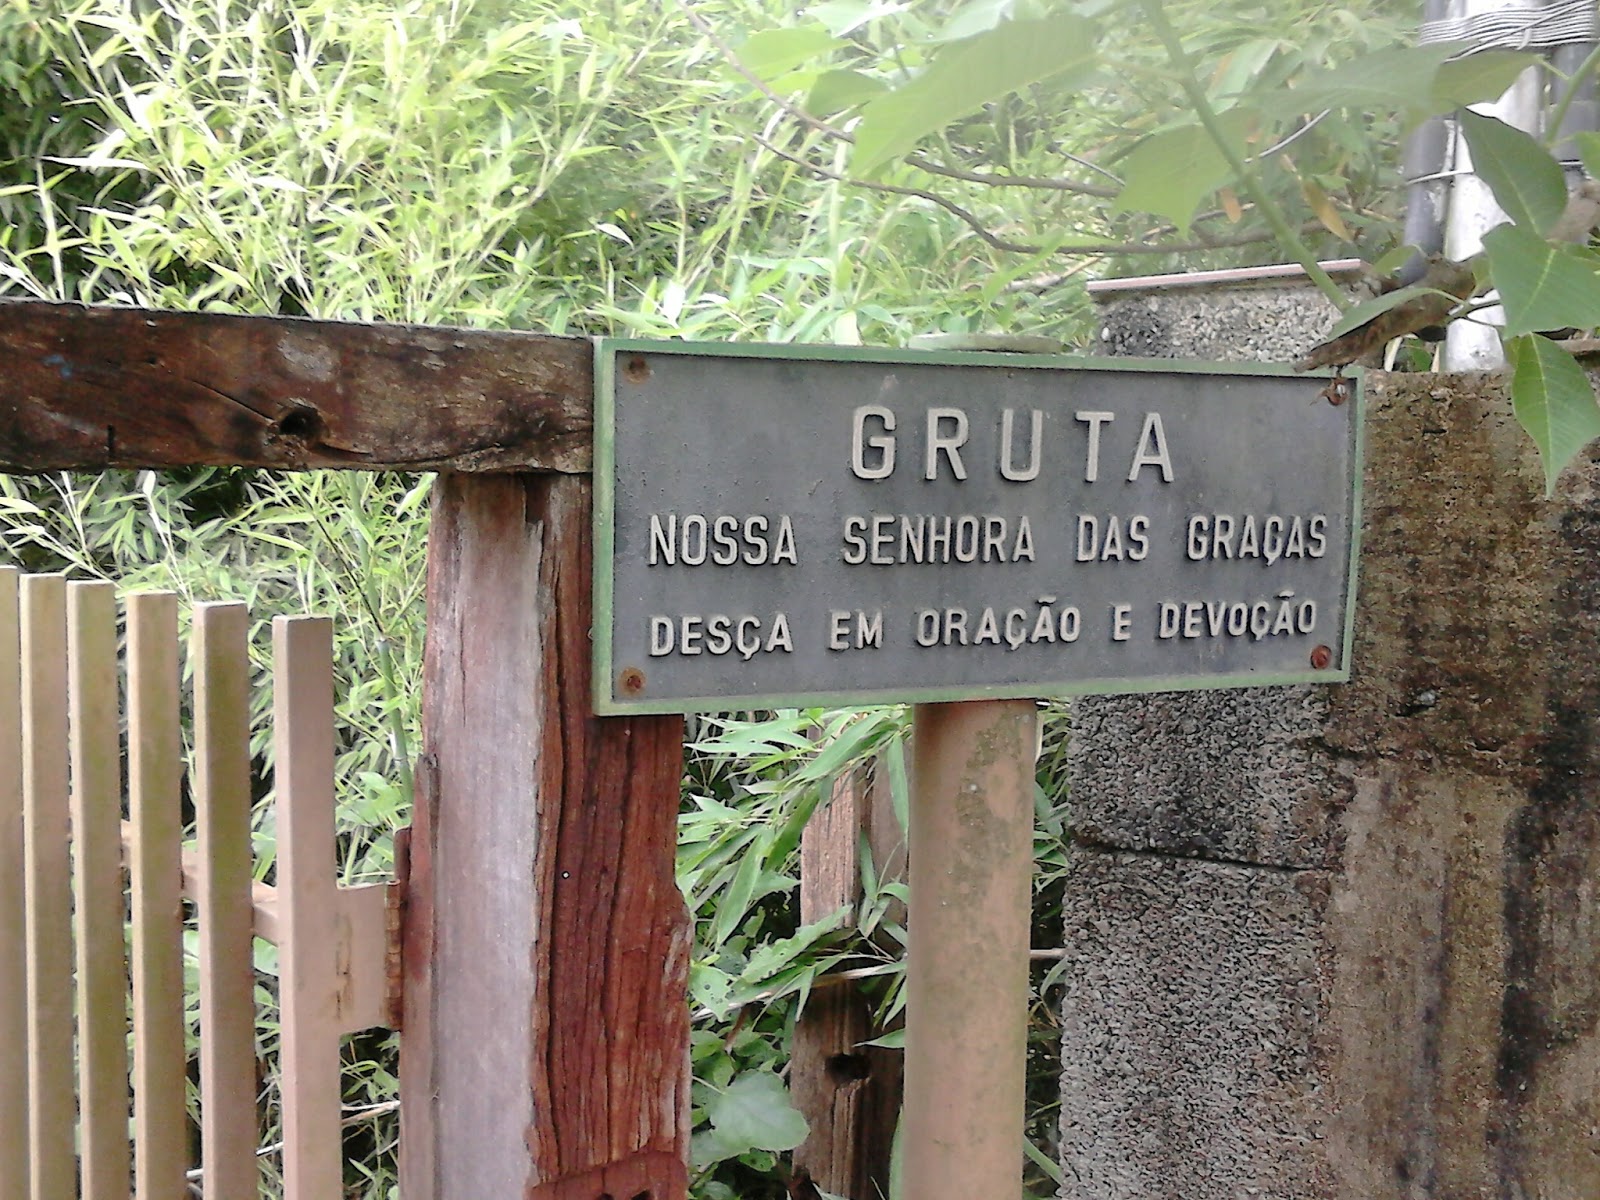 GRUTA
NOSSA SENHORA DAS GRAÇAS
DESÇA EM ORAÇÃO E DEVOÇÃO